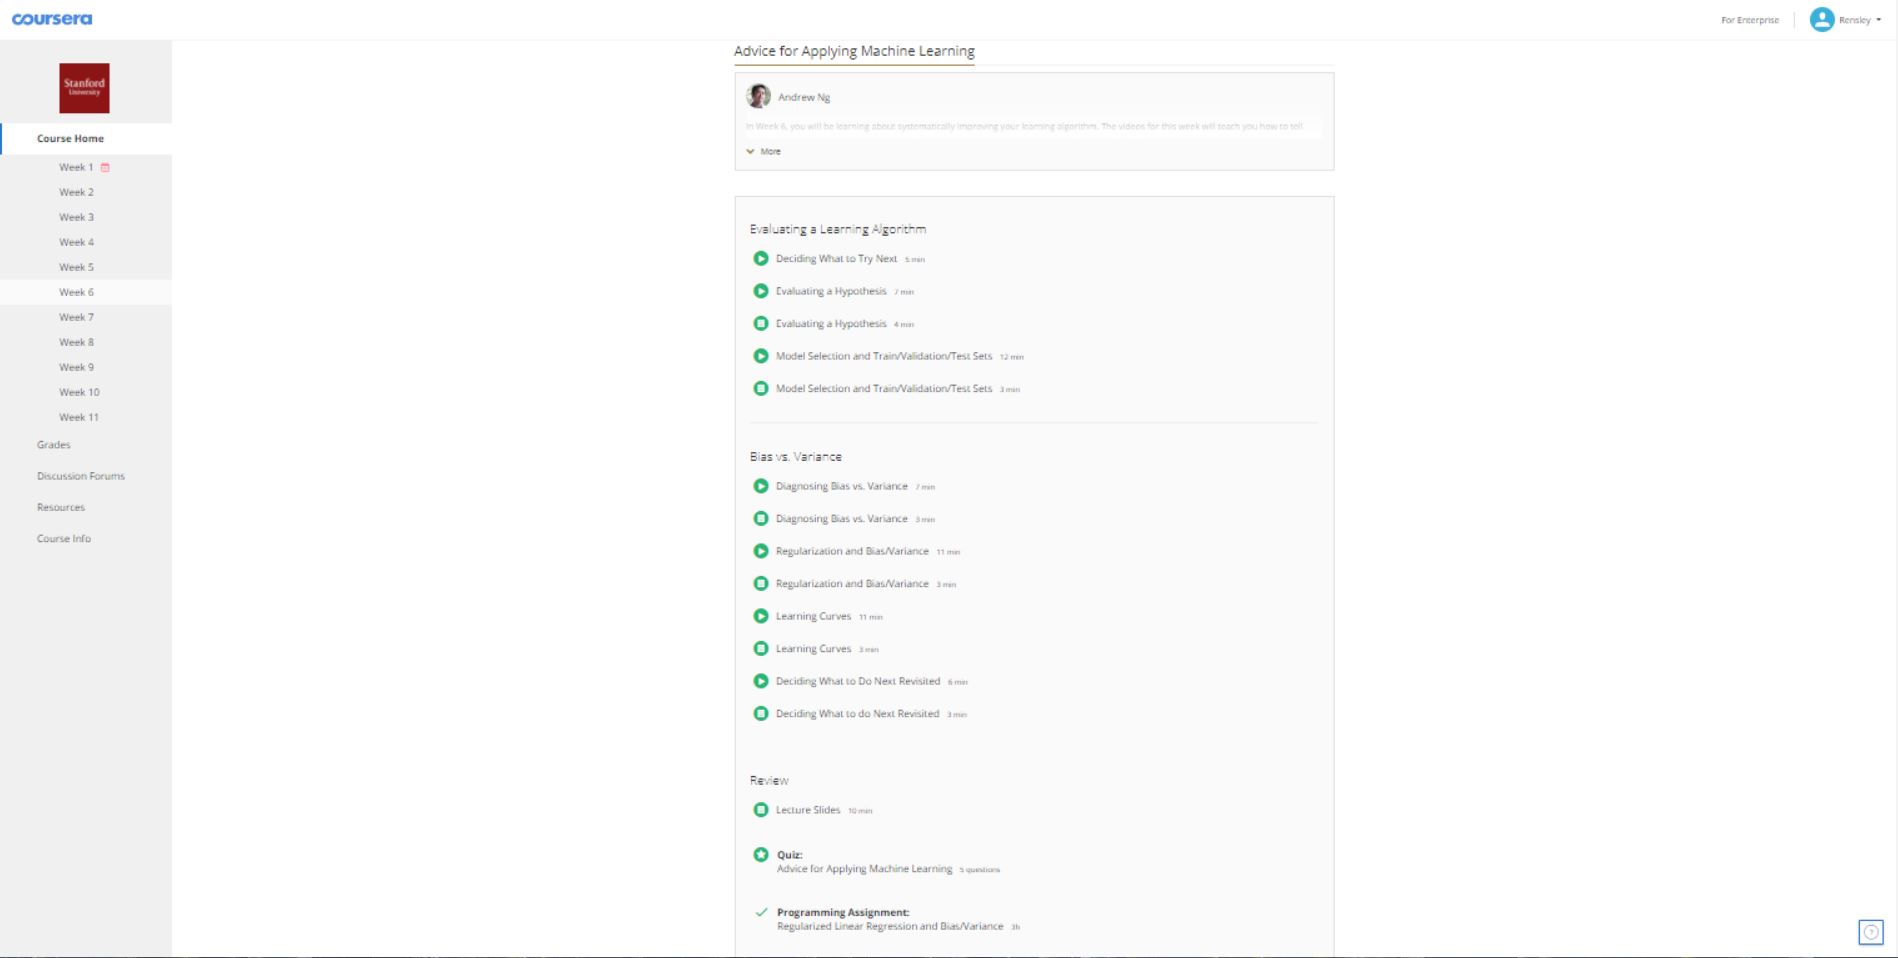 coursera
For Enterprise
Rensley
Stanford
University
Course Home
Week 1
Week 2
Week 3
Week 4
Week 5
Week 6
Week 7
Week 8
Week 9
Week 10
Week 11
Grades
Discussion Forums
Resources
Course Info
Advice for Applying Machine Learning
Andrew Ng
In Week 6, you will be learning about systematically improving your learning algorithm. The videos for this week will teach you how to tell
More
Evaluating a Learning Algorithm
Deciding What to Try Next 5 min
Evaluating a Hypothesis 7 min
Evaluating a Hypothesis 4 min
Model Selection and Train/Validation/Test Sets 12 min
Model Selection and Train/Validation/Test Sets 3 min
Bias vs. Variance
Diagnosing Bias vs. Variance 7 min
Diagnosing Bias vs. Variance 3 min
Regularization and Bias/Variance 11 min
Regularization and Bias/Variance 3 min
Learning Curves 11 min
Learning Curves 3 min
Deciding What to Do Next Revisited 6 min
Deciding What to do Next Revisited 3 min
Review
Lecture Slides 10 min
Quiz:
Advice for Applying Machine Learning 5 questions
Programming Assignment:
Regularized Linear Regression and Bias/Variance 3h